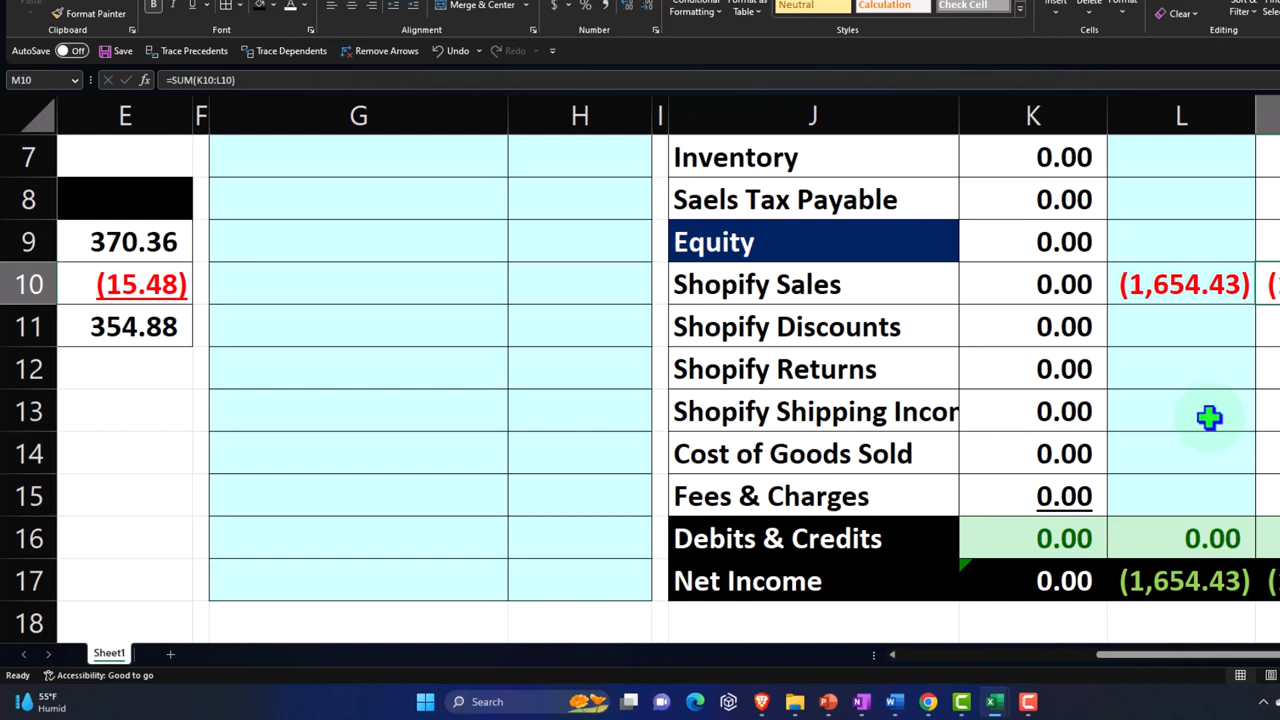 Format Painter
B I U
Merge & Center
$ % ,
Conditional
Formatting
Format as
Table
Neutral
Calculation
Check Cell
Insert
Delete
Format
Clear
Sort &
Filter
Find &
Select
Clipboard
Font
Alignment
Number
Styles
Cells
Editing
AutoSave Off Save Trace Precedents Trace Dependents Remove Arrows Undo Redo
M10 fx =SUM(K10:L10)
E F G H I J K L
7 Inventory 0.00
8 Saels Tax Payable 0.00
9 370.36 Equity 0.00
10 (15.48) Shopify Sales 0.00 (1,654.43)
11 354.88 Shopify Discounts 0.00
12 Shopify Returns 0.00
13 Shopify Shipping Incon 0.00
14 Cost of Goods Sold 0.00
15 Fees & Charges 0.00
16 Debits & Credits 0.00 0.00
17 Net Income 0.00 (1,654.43)
18
Sheet1
Ready Accessibility: Good to go
55°F
Humid
Search